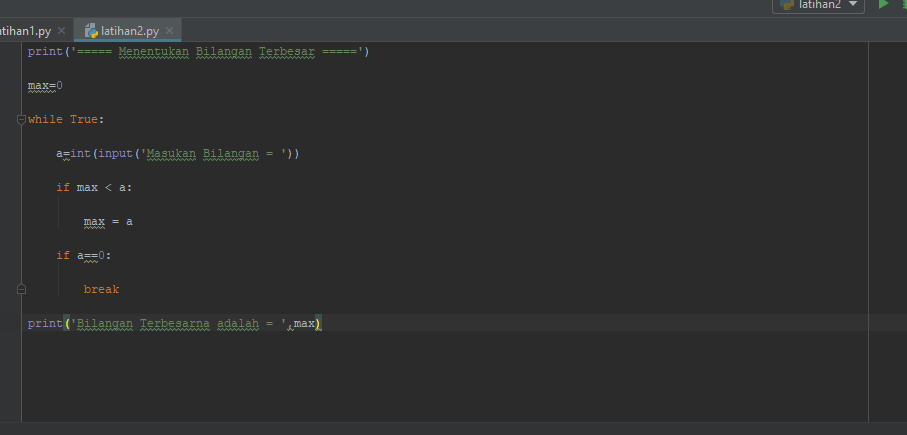 latihan2
tihan1.py latihan2.py
print('===== Menentukan Bilangan Terbesar =====')
max=0
while True:
a=int(input('Masukan Bilangan = '))
if max < a:
max = a
if a==0:
break
print('Bilangan Terbesarna adalah = ',max)